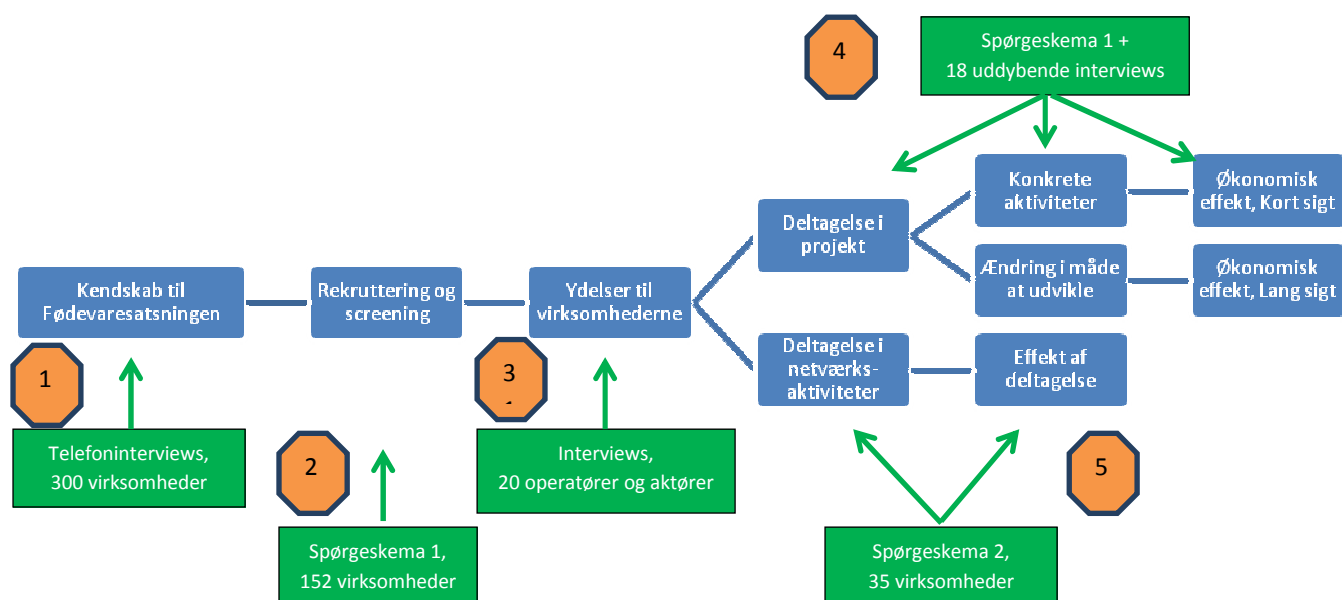 4
Spørgeskema 1 +
18 uddybende interviews
Konkrete
aktiviteter
Økonomisk
effekt, Kort sigt
Deltagelse i
projekt
Ændring i måde
at udvikle
Økonomisk
effekt, Lang sigt
Kendskab til
Fødevaresatsningen
Rekruttering og
screening
Ydelser til
virksomhederne
Deltagelse i
netværks-
aktiviteter
Effekt af
deltagelse
1
3
Telefoninterviews,
300 virksomheder
2
Interviews,
20 operatører og aktører
5
Spørgeskema 1,
152 virksomheder
Spørgeskema 2,
35 virksomheder